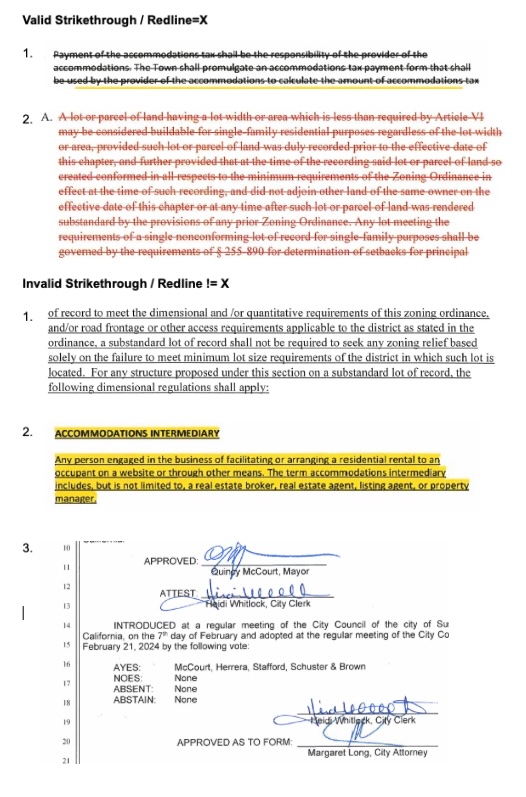 Valid Strikethrough / Redline=X
1. Payment of the accommodations tax shall be the responsibility of the provider of the
accommodations. The Town shall promulgate an accommodations tax payment form that shall
be used by the provider of the accommodations to calculate the amount of accommodations tax
2. A. A lot or parcel of land having a lot width or area which is less than required by Article VI
may be considered buildable for single-family residential purposes regardless of the lot width
or area, provided such lot or parcel of land was duly recorded prior to the effective date of
this chapter, and further provided that at the time of the recording said lot or parcel of land so
created conformed in all respects to the minimum requirements of the Zoning Ordinance in
effect at the time of such recording, and did not adjoin other land of the same owner on the
effective date of this chapter or at any time after such lot or parcel of land was rendered
substandard by the provisions of any prior Zoning Ordinance. Any lot meeting the
requirements of a single nonconforming lot of record for single-family purposes shall be
governed by the requirements of § 255-890 for determination of setbacks for principal
Invalid Strikethrough / Redline != X
1. of record to meet the dimensional and /or quantitative requirements of this zoning ordinance,
and/or road frontage or other access requirements applicable to the district as stated in the
ordinance, a substandard lot of record shall not be required to seek any zoning relief based
solely on the failure to meet minimum lot size requirements of the district in which such lot is
located. For any structure proposed under this section on a substandard lot of record, the
following dimensional regulations shall apply:
2. ACCOMMODATIONS INTERMEDIARY
Any person engaged in the business of facilitating or arranging a residential rental to an
occupant on a website or through other means. The term accommodations intermediary
includes, but is not limited to, a real estate broker, real estate agent, listing agent, or property
manager.
3.
10
APPROVED:
11
Quincy McCourt, Mayor
12
ATTEST
13
Heidi Whitlock, City Clerk
14 INTRODUCED at a regular meeting of the City Council of the city of Su
California, on the 7th day of February and adopted at the regular meeting of the City Co
15 February 21, 2024 by the following vote:
16
AYES: McCourt, Herrera, Stafford, Schuster & Brown
NOES: None
17
ABSENT: None
18 ABSTAIN: None
19 Heidi Whitlock, City Clerk
20 APPROVED AS TO FORM:
Margaret Long, City Attorney
21